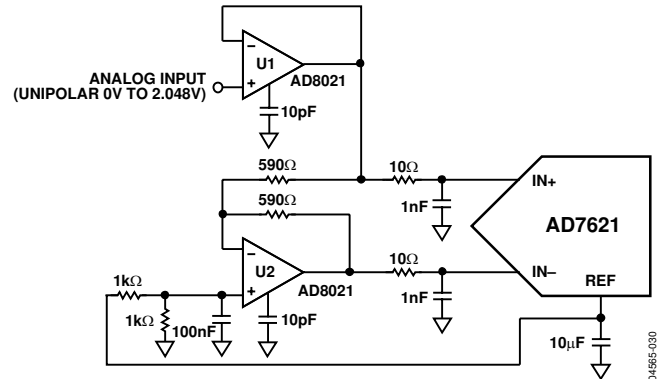 U1
AD8021
ANALOG INPUT
(UNIPOLAR 0V TO 2.048V)
10pF
590Ω
10Ω
IN+
590Ω
1nF
AD7621
U2
10Ω
IN–
AD8021
REF
1kΩ
1kΩ
100nF
10pF
1nF
10µF
04565-030